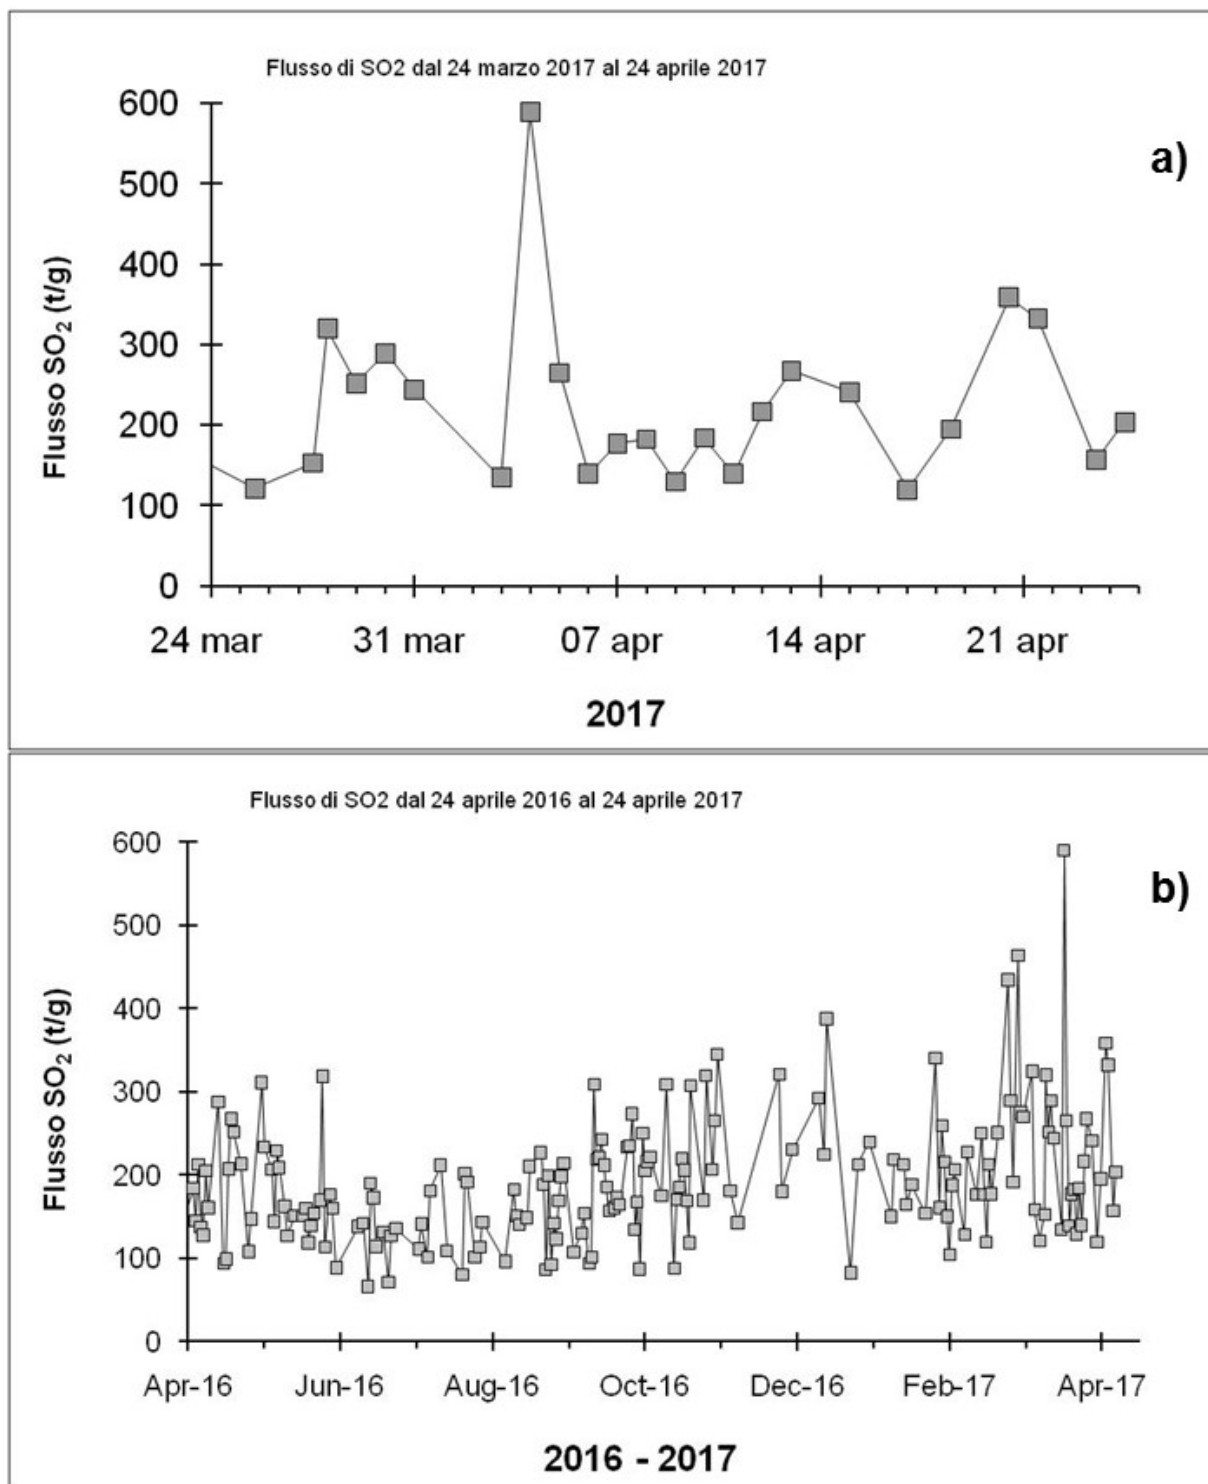 Flusso di SO2 dal 24 marzo 2017 al 24 aprile 2017
a)
600
500
400
300
200
100
0
Flusso SO₂ (t/g)
24 mar 31 mar 07 apr 14 apr 21 apr
2017
Flusso di SO2 dal 24 aprile 2016 al 24 aprile 2017
b)
600
500
400
300
200
100
0
Flusso SO₂ (t/g)
Apr-16 Jun-16 Aug-16 Oct-16 Dec-16 Feb-17 Apr-17
2016 - 2017